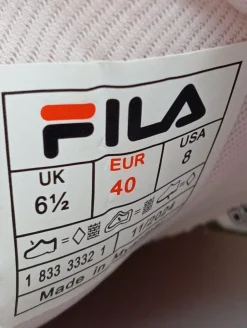 FILA
UK EUR USA
6½ 40 8
11/2024
1 833 3332 1
Made in